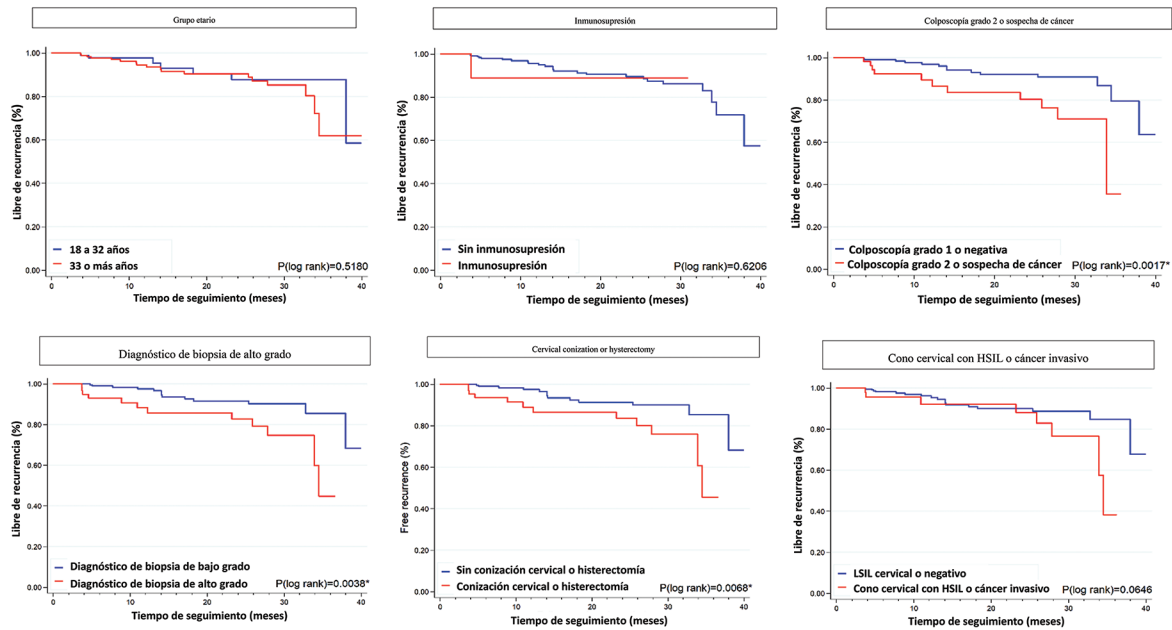 Grupo etario
Libre de recurrencia (%)
1.00
0.80
0.60
0.40
0.20
0.00
18 a 32 años
33 o más años
P(log rank)=0.5180
0 10 20 30 40
Tiempo de seguimiento (meses)
Inmunosupresión
Libre de recurrencia (%)
1.00
0.80
0.60
0.40
0.20
0.00
Sin inmunosupresión
Inmunosupresión
P(log rank)=0.6206
0 10 20 30 40
Tiempo de seguimiento (meses)
Colposcopía grado 2 o sospecha de cáncer
Libre de recurrencia (%)
1.00
0.80
0.60
0.40
0.20
0.00
Colposcopía grado 1 o negativa
Colposcopía grado 2 o sospecha de cáncer
P(log rank)=0.0017*
0 10 20 30 40
Tiempo de seguimiento (meses)
Diagnóstico de biopsia de alto grado
Libre de recurrencia (%)
1.00
0.80
0.60
0.40
0.20
0.00
Diagnóstico de biopsia de bajo grado
Diagnóstico de biopsia de alto grado
P(log rank)=0.0038*
0 10 20 30 40
Tiempo de seguimiento (meses)
Cervical conization or hysterectomy
Free recurrence (%)
1.00
0.80
0.60
0.40
0.20
0.00
Sin conización cervical o histerectomía
Conización cervical o histerectomía
P(log rank)=0.0068*
0 10 20 30 40
Tiempo de seguimiento (meses)
Cono cervical con HSIL o cáncer invasivo
Libre de recurrencia (%)
1.00
0.80
0.60
0.40
0.20
0.00
LSIL cervical o negativo
Cono cervical con HSIL o cáncer invasivo
P(log rank)=0.0646
0 10 20 30 40
Tiempo de seguimiento (meses)